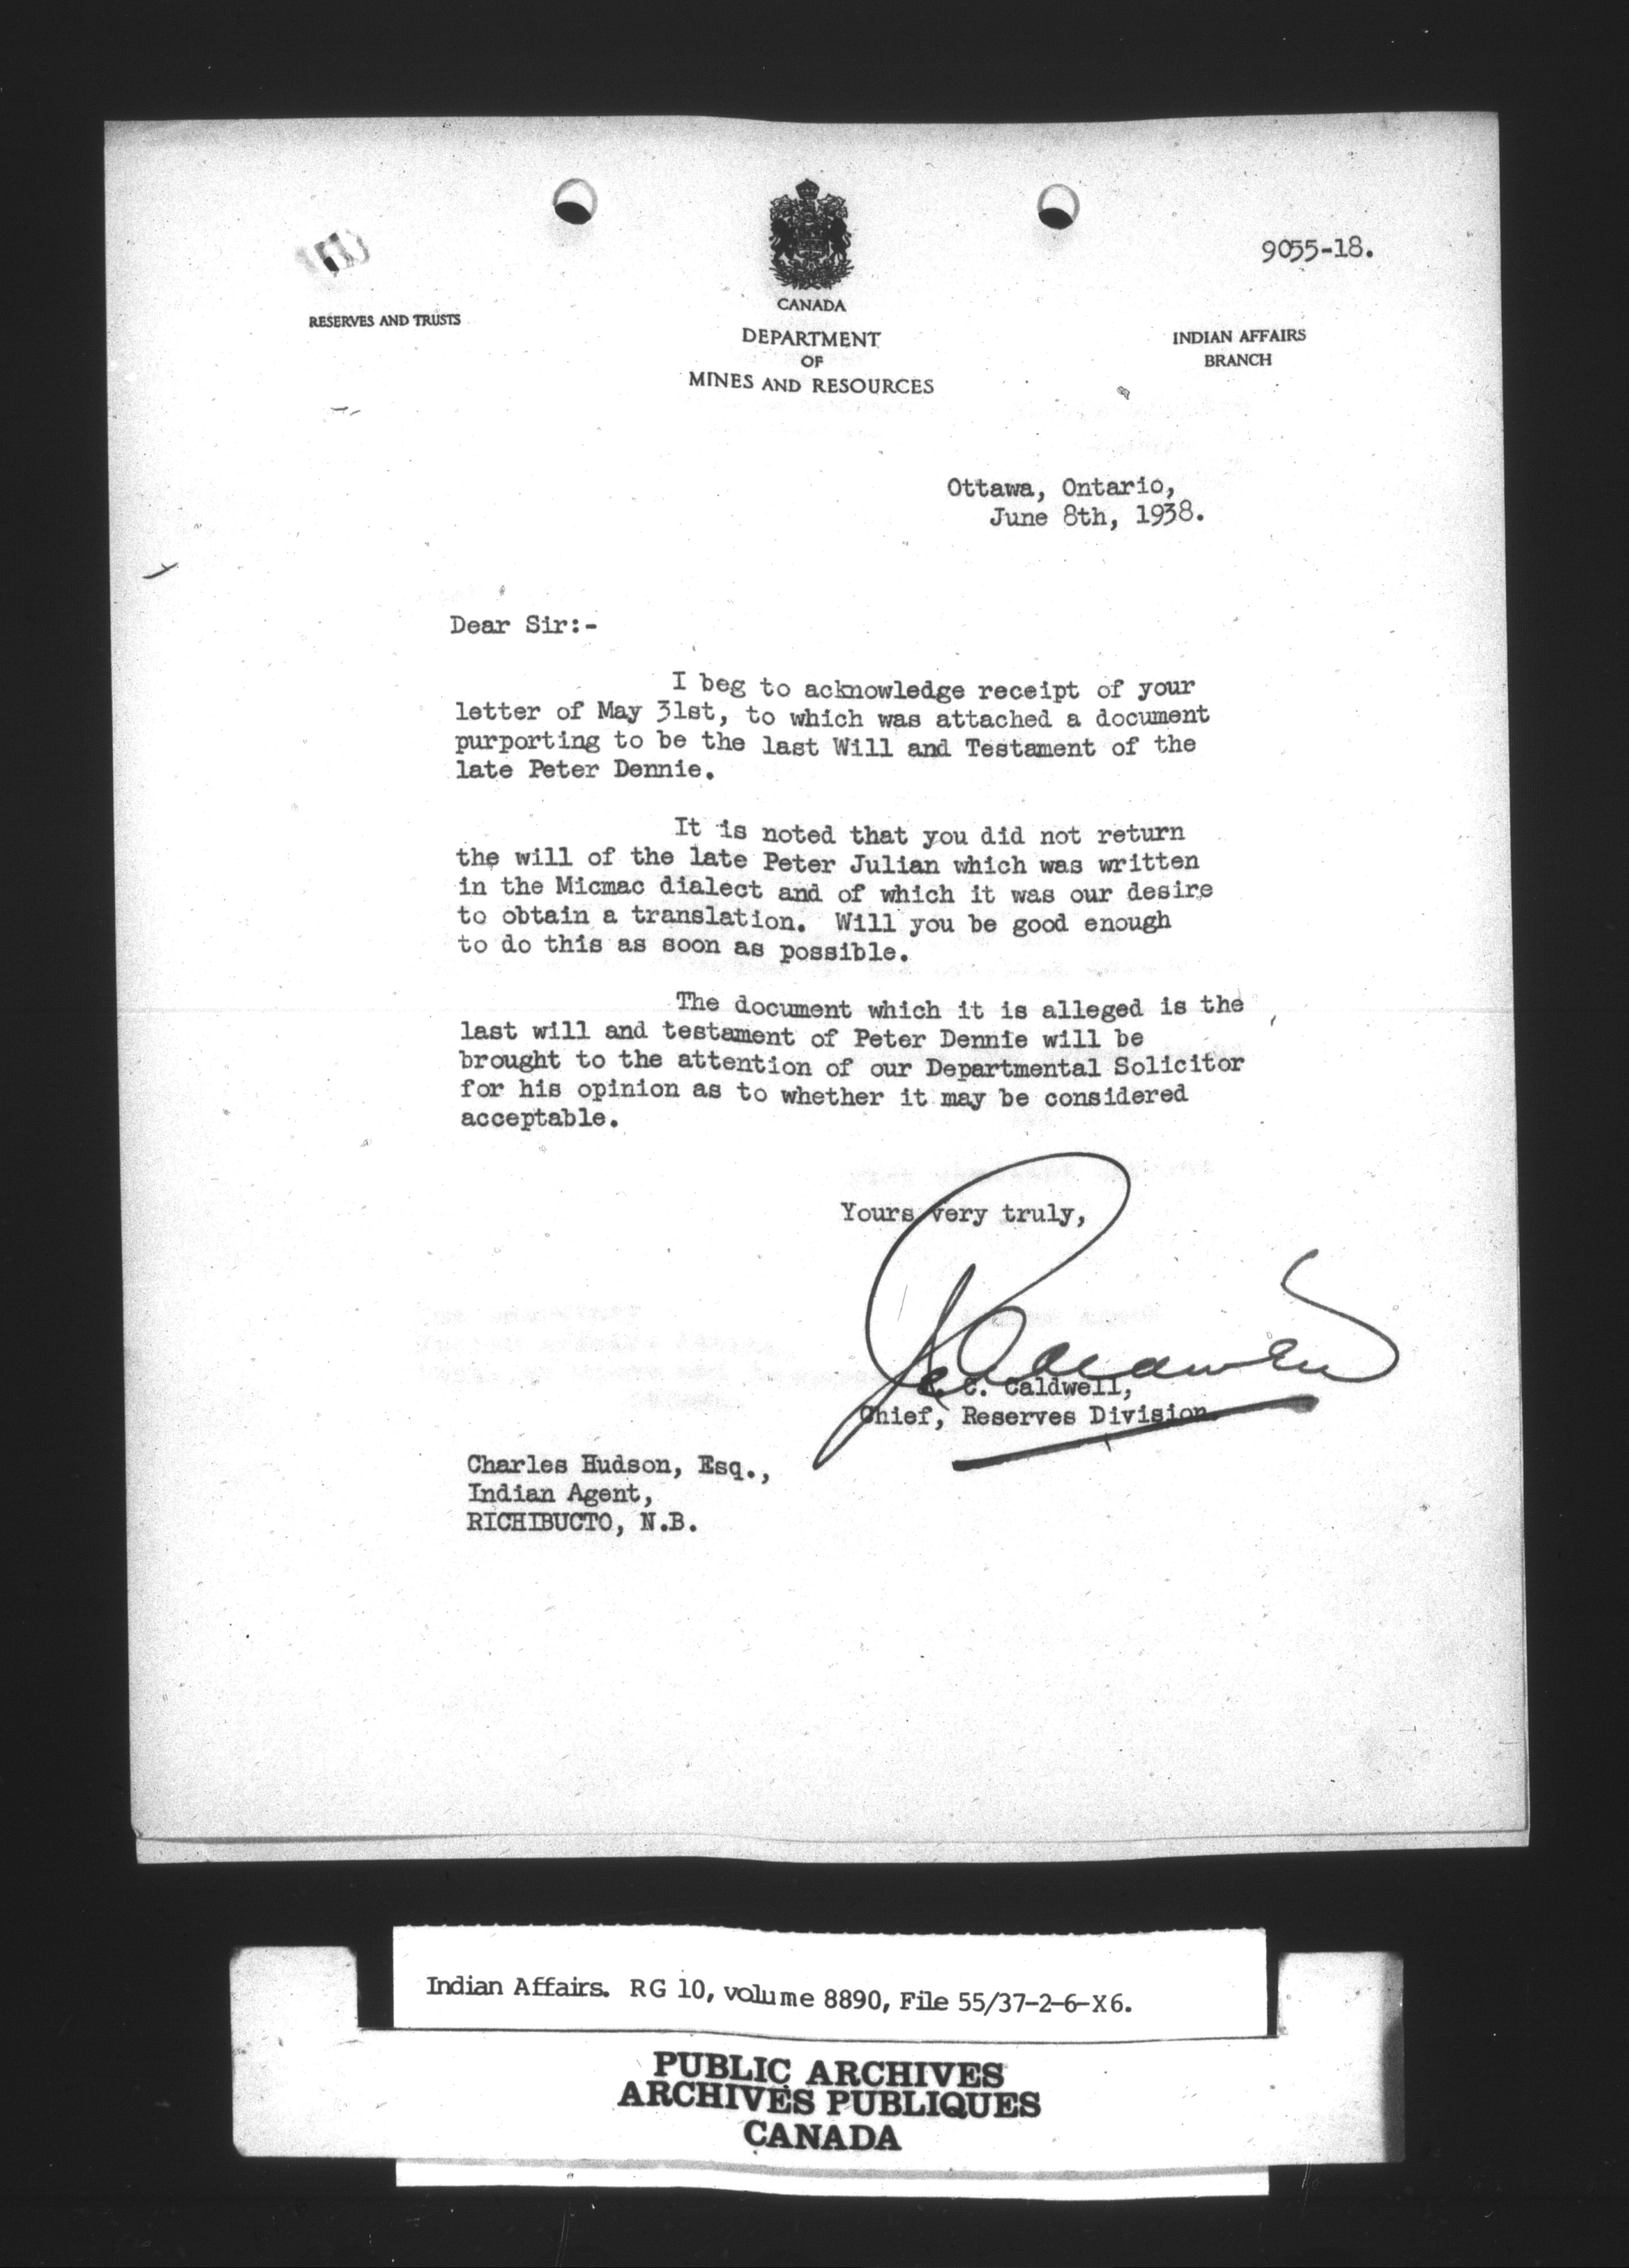 9055-18.
RESERVES AND TRUSTS
CANADA
DEPARTMENT
OF
MINES AND RESOURCES
INDIAN AFFAIRS
BRANCH
Ottawa, Ontario,
June 8th, 1938.
Dear Sir:-
I beg to acknowledge receipt of your
letter of May 31st, to which was attached a document
purporting to be the last Will and Testament of the
late Peter Dennie.
It is noted that you did not return
the will of the late Peter Julian which was written
in the Micmac dialect and of which it was our desire
to obtain a translation. Will you be good enough
to do this as soon as possible.
The document which it is alleged is the
last will and testament of Peter Dennie will be
brought to the attention of our Departmental Solicitor
for his opinion as to whether it may be considered
acceptable.
Yours very truly,
C. Caldwell,
Chief, Reserves Division.
Charles Hudson, Esq.,
Indian Agent,
RICHIBUCTO, N.B.
Indian Affairs. RG 10, volume 8890, File 55/37-2-6-X6.
PUBLIC ARCHIVES
ARCHIVES PUBLIQUES
CANADA